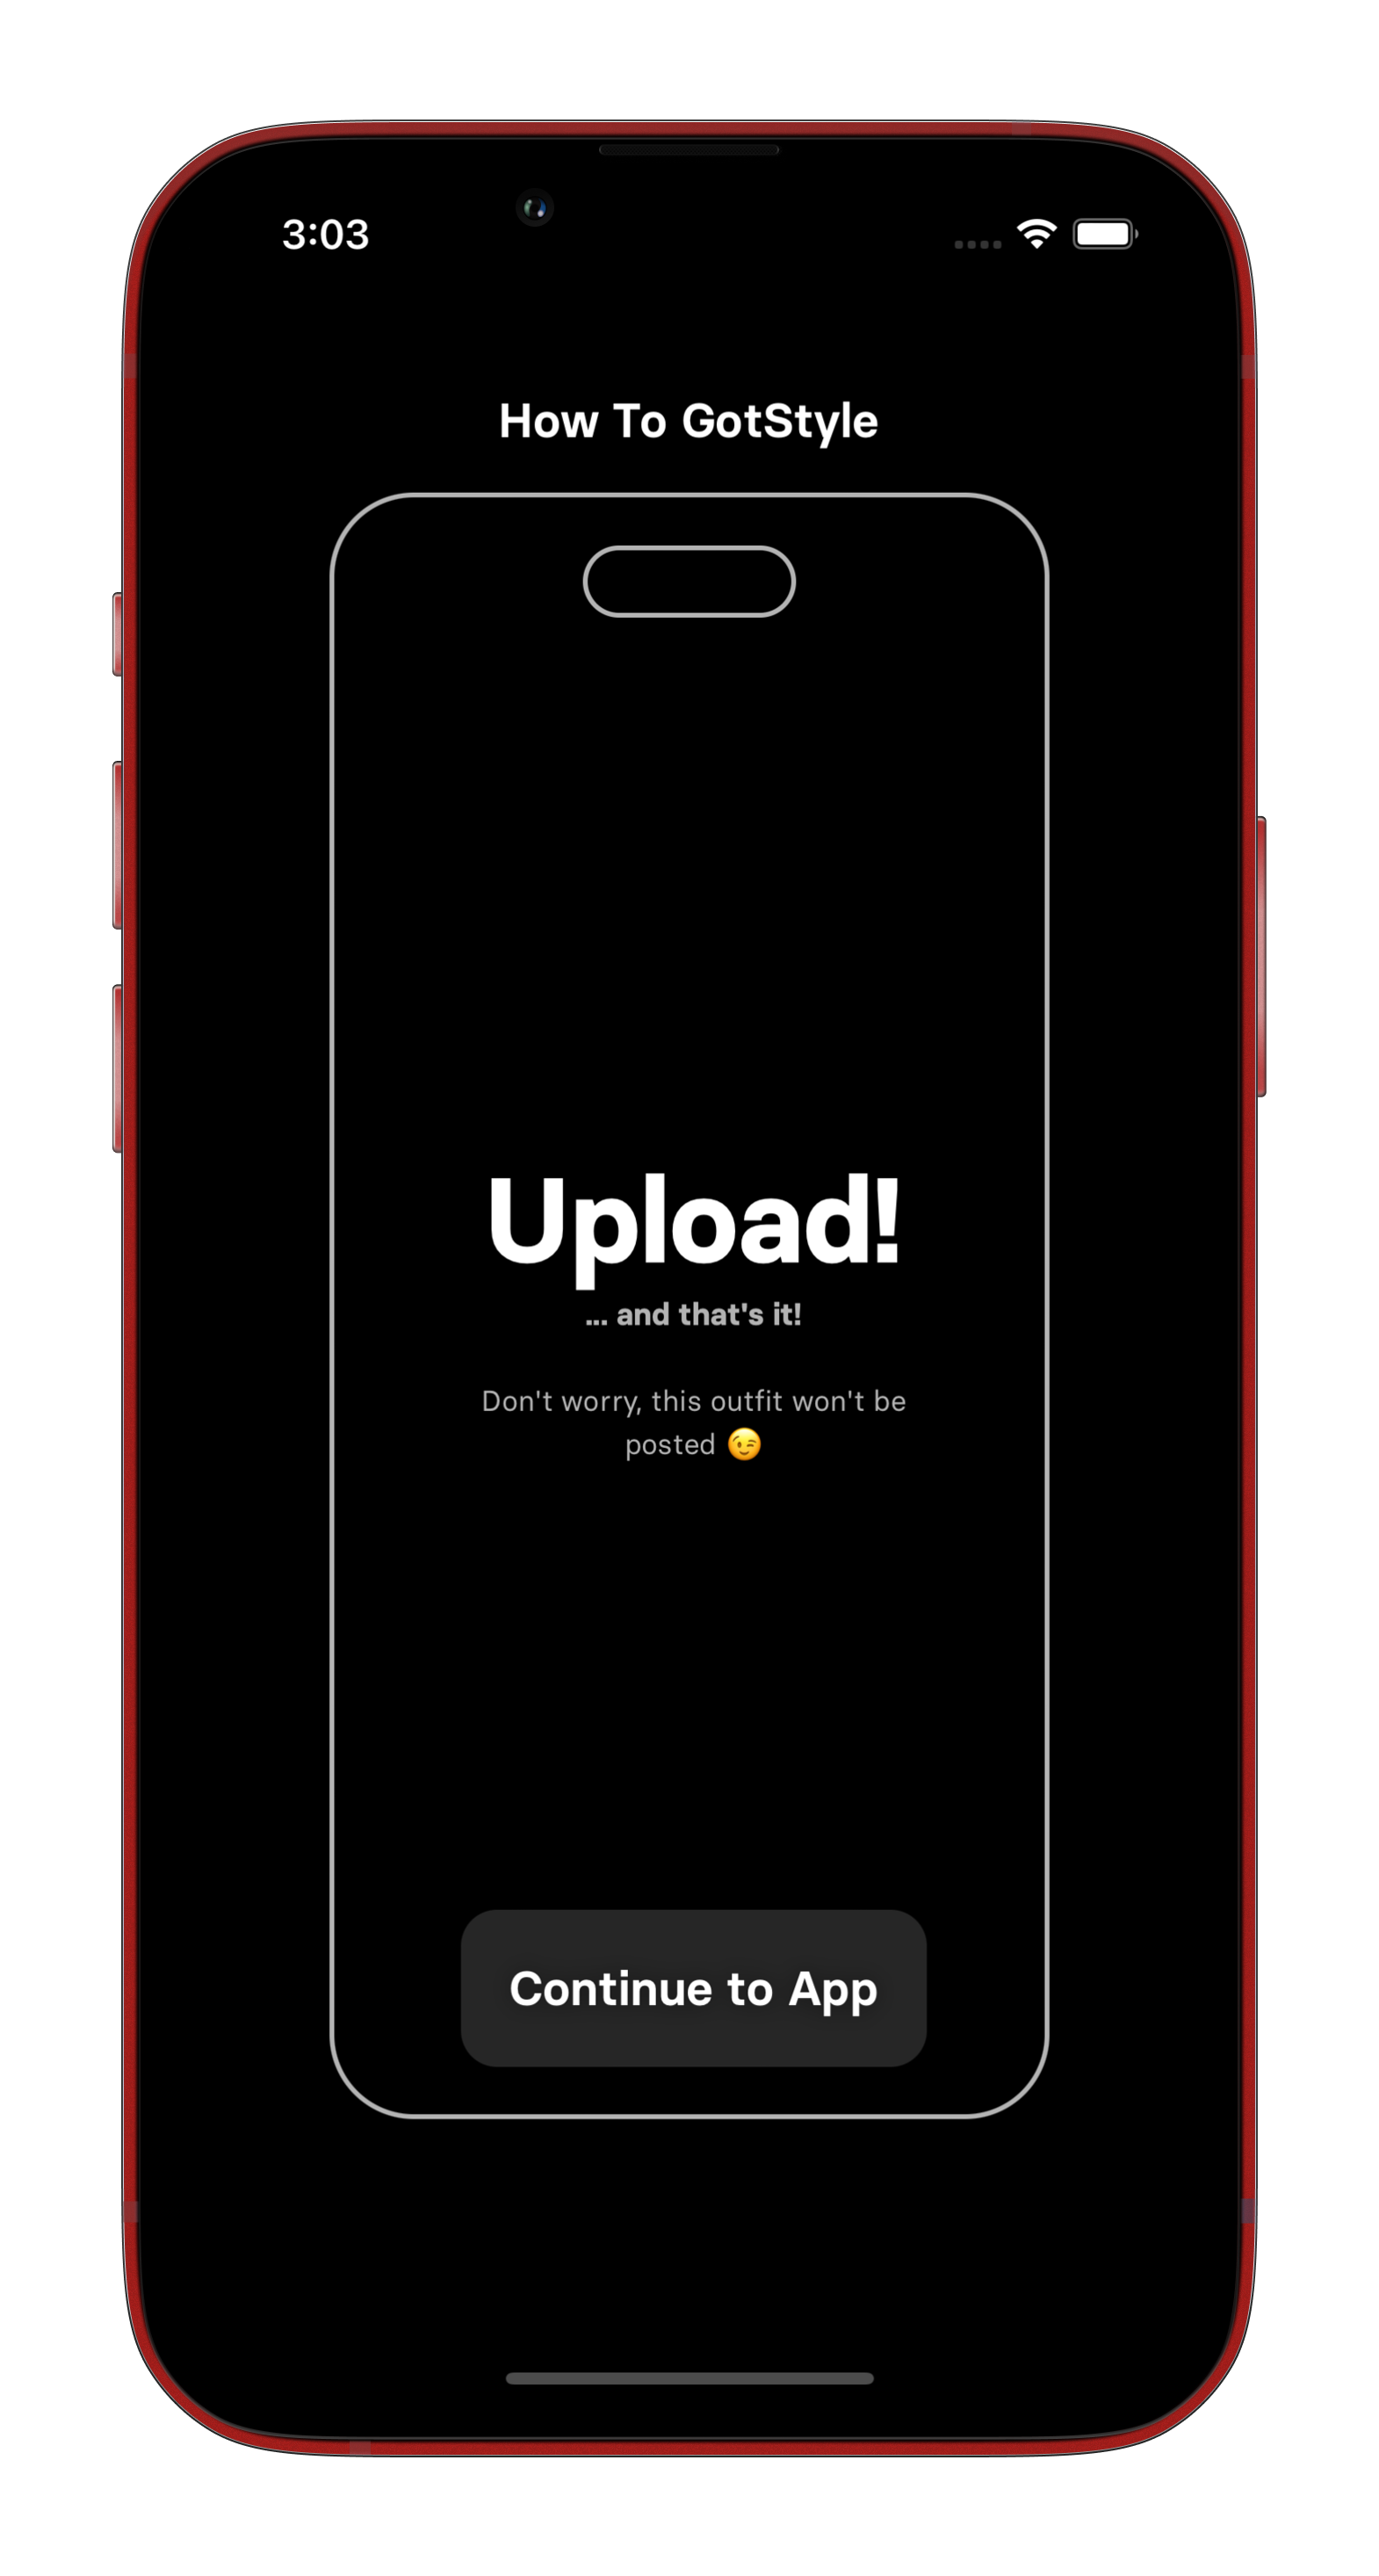 3:03
How To GotStyle
Upload!
... and that's it!
Don't worry, this outfit won't be
posted 😉
Continue to App